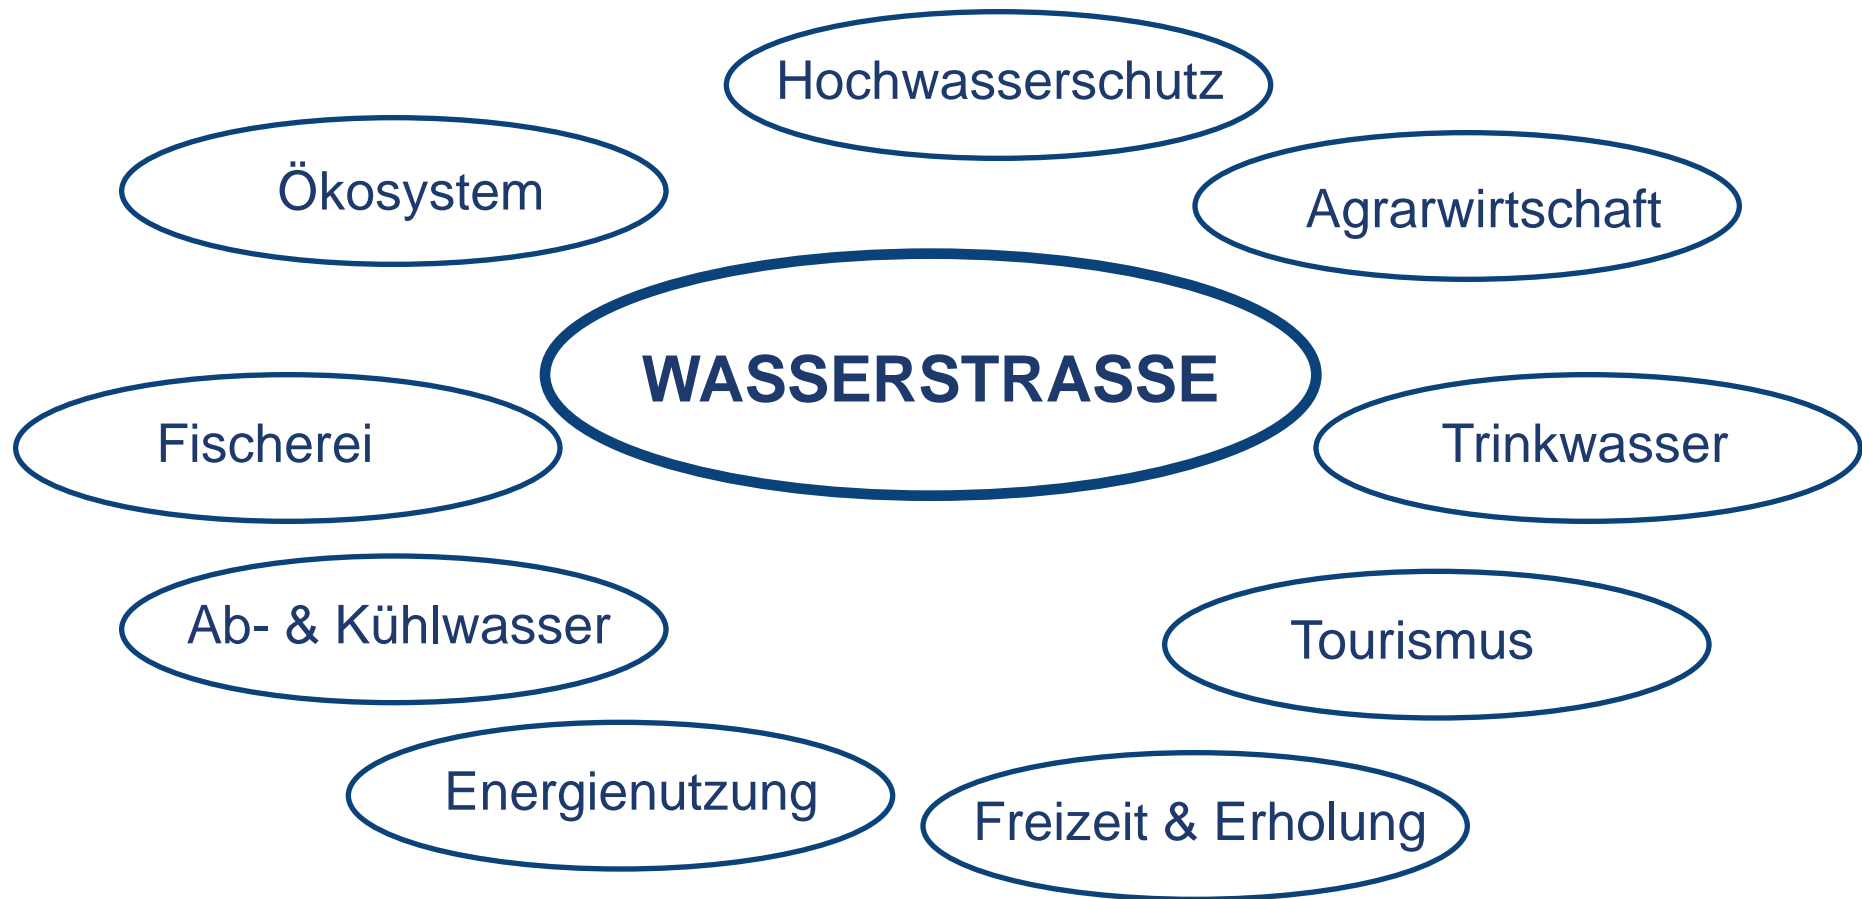 Hochwasserschutz
Ökosystem
Agrarwirtschaft
WASSERSTRASSE
Fischerei
Trinkwasser
Ab- & Kühlwasser
Tourismus
Energienutzung
Freizeit & Erholung